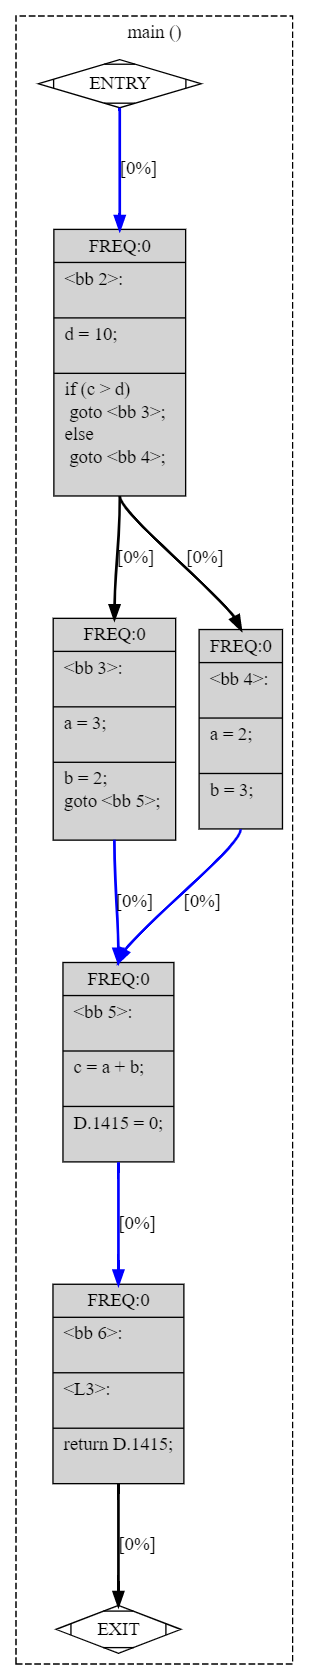 main ()
ENTRY
[0%]
FREQ:0
<bb 2>:
d = 10;
if (c > d)
goto <bb 3>;
else
goto <bb 4>;
[0%]
[0%]
FREQ:0
<bb 3>:
a = 3;
b = 2;
goto <bb 5>;
FREQ:0
<bb 4>:
a = 2;
b = 3;
[0%]
[0%]
FREQ:0
<bb 5>:
c = a + b;
D.1415 = 0;
[0%]
FREQ:0
<bb 6>:
<L3>:
return D.1415;
[0%]
EXIT